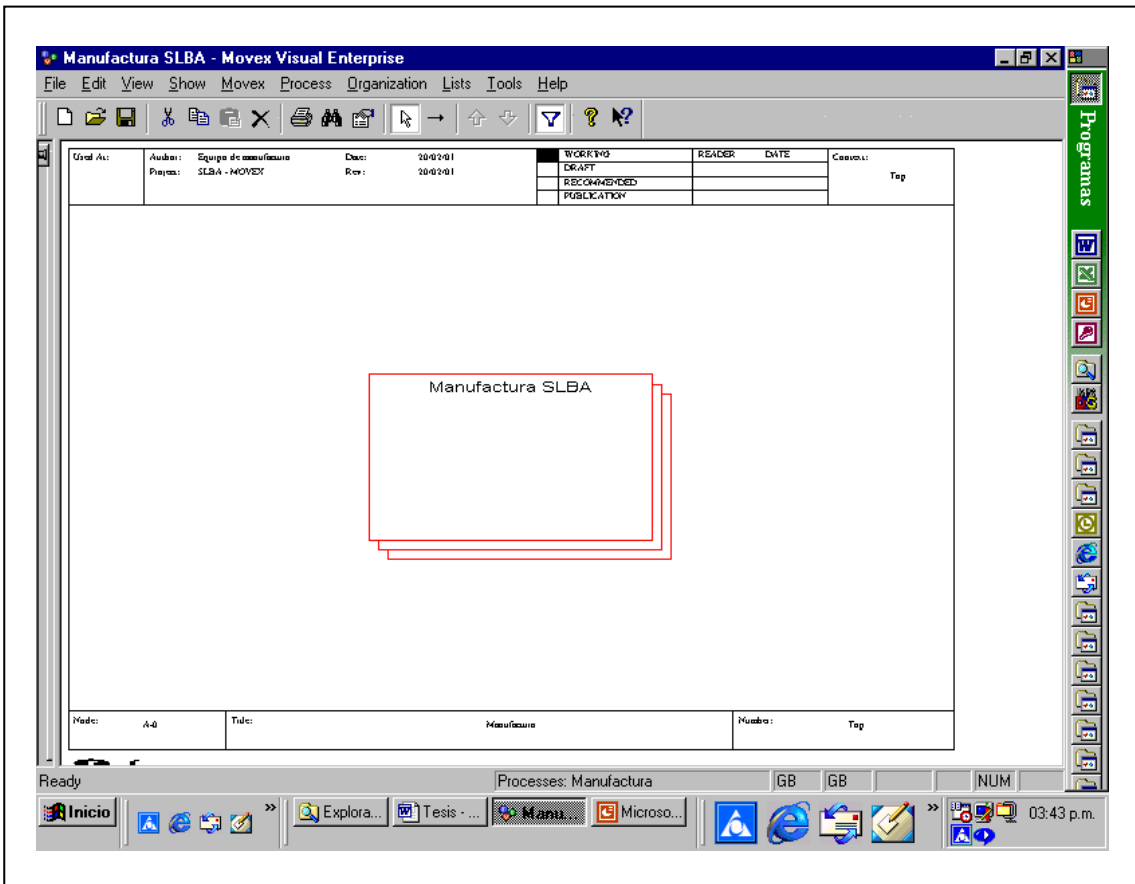 Manufactura SLBA - Movex Visual Enterprise
File Edit View Show Movex Process Organization Lists Tools Help
Programas
Used At: Author: Equipo de manufactura Date: 20/02/01 WORKING READER DATE Context:
Project: SLBA - MOVEX Rev: 20/02/01 DRAFT Top
RECOMMENDED
PUBLICATION
Manufactura SLBA
Node: A-0 Title: Manufactura Number: Top
Ready Processes: Manufactura GB GB NUM
Inicio » Explora... Tesis - ... Manu... Microso... » 03:43 p.m.